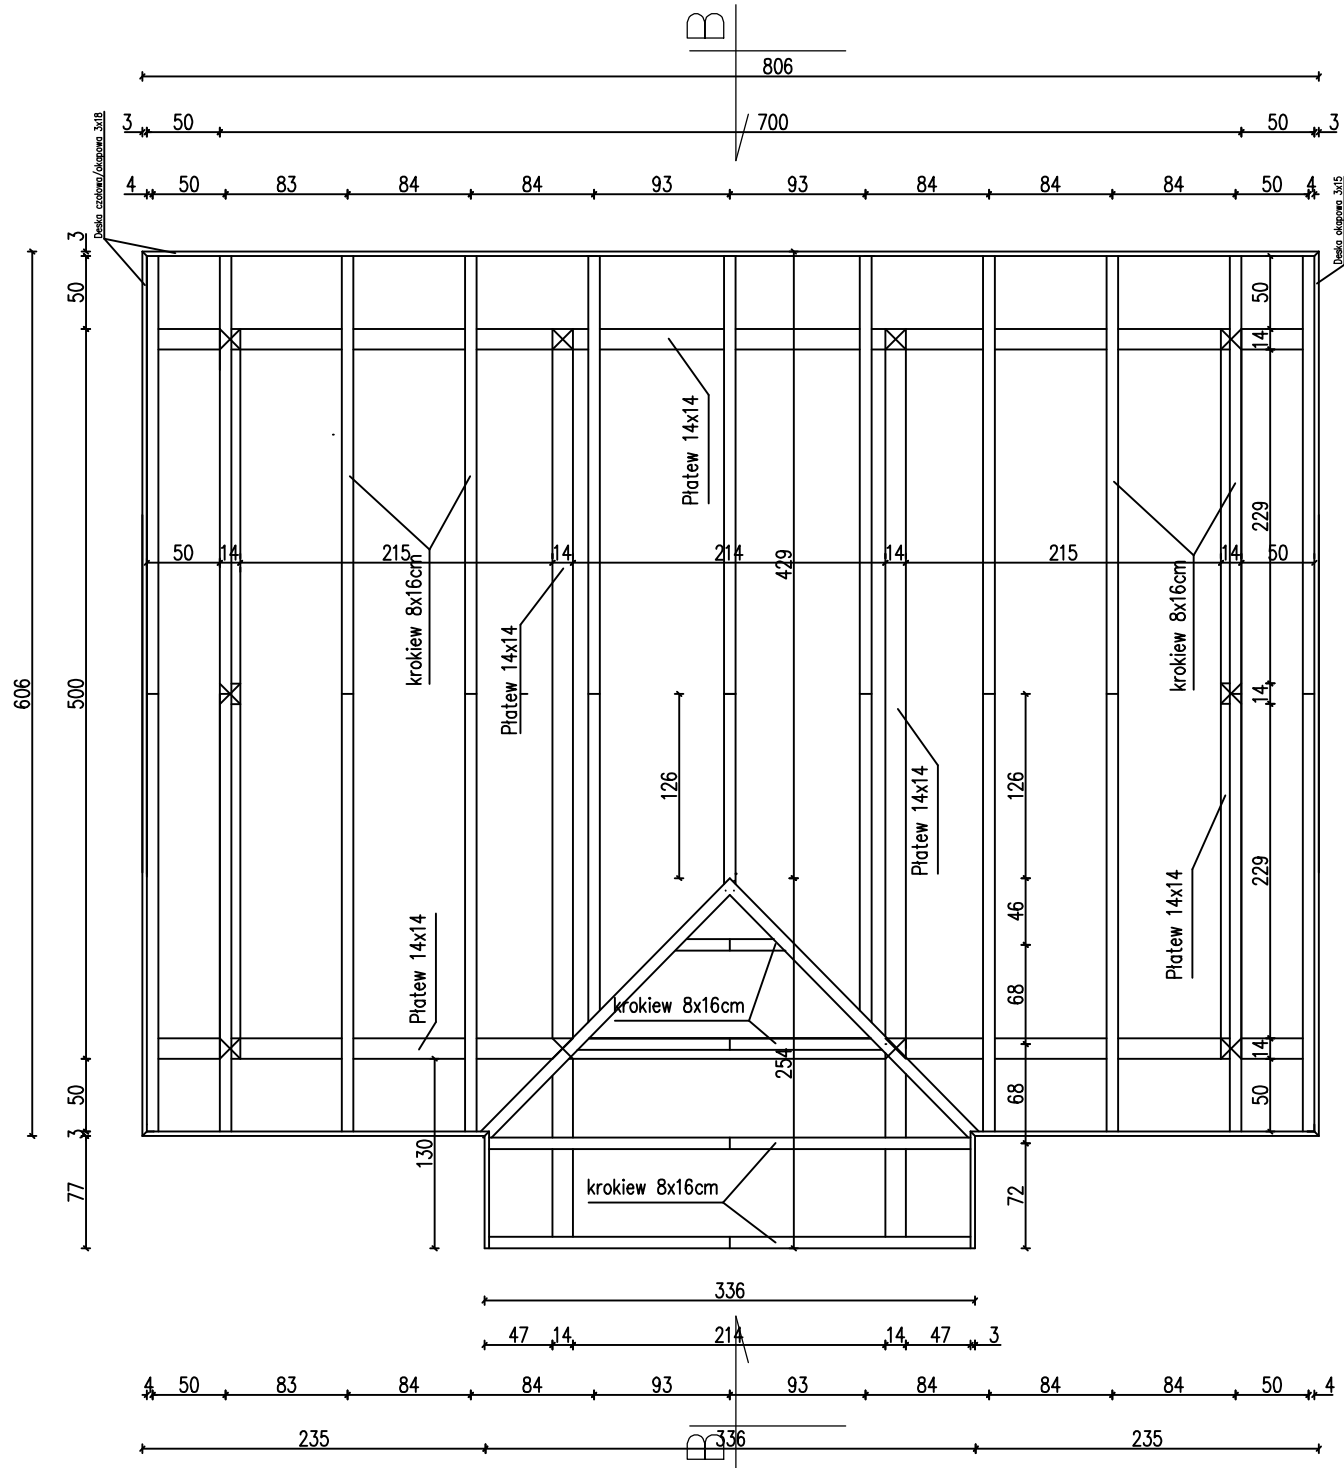 B
806
3 50 700 50 3
4 50 83 84 84 93 93 84 84 84 50 4
Deska czołowa/okapowa 3x18
Deska okapowa 3x15
3
50
500
606
50
3
77
50
14
229
14
229
14
50
Płatew 14x14
50 14 215 14 214 14 215 14 50
429
krokiew 8x16cm
krokiew 8x16cm
Płatew 14x14
Płatew 14x14
126
126
46
68
68
72
Płatew 14x14
Płatew 14x14
krokiew 8x16cm
254
130
krokiew 8x16cm
336
47 14 214 14 47 3
4 50 83 84 84 93 93 84 84 84 50 4
235 336 235
B